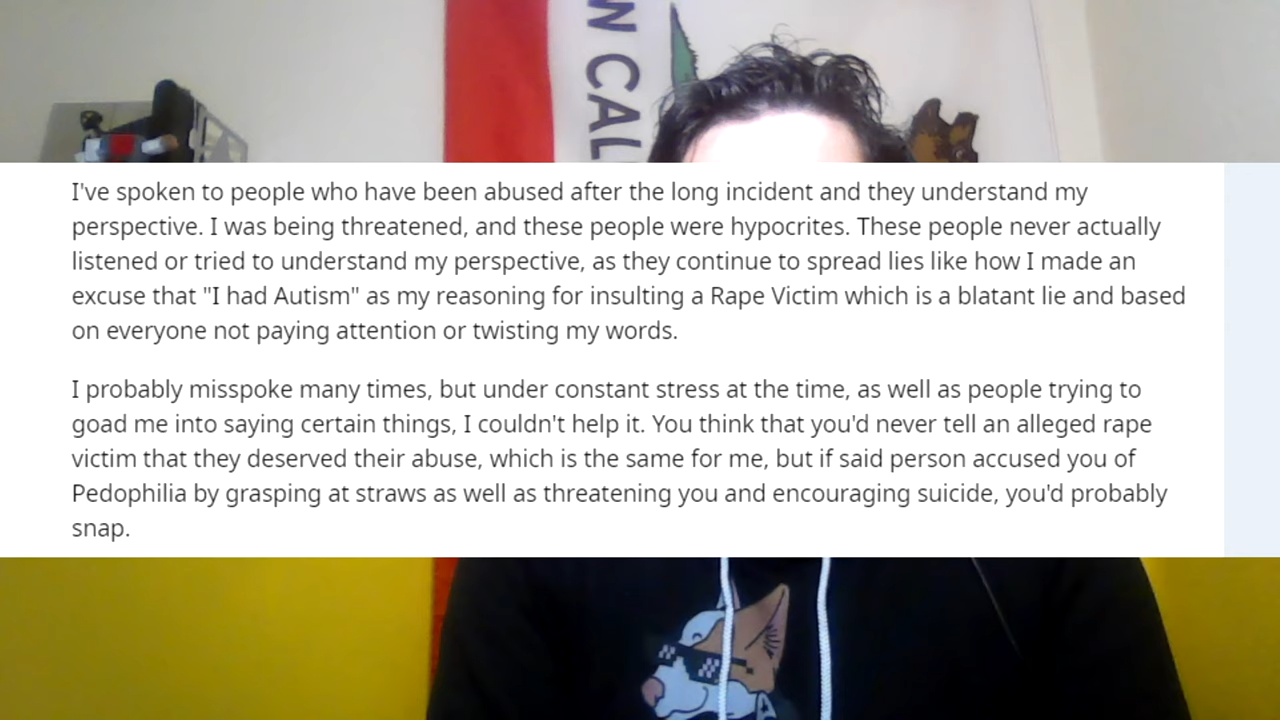 W CAL
I've spoken to people who have been abused after the long incident and they understand my
perspective. I was being threatened, and these people were hypocrites. These people never actually
listened or tried to understand my perspective, as they continue to spread lies like how I made an
excuse that "I had Autism" as my reasoning for insulting a Rape Victim which is a blatant lie and based
on everyone not paying attention or twisting my words.
I probably misspoke many times, but under constant stress at the time, as well as people trying to
goad me into saying certain things, I couldn't help it. You think that you'd never tell an alleged rape
victim that they deserved their abuse, which is the same for me, but if said person accused you of
Pedophilia by grasping at straws as well as threatening you and encouraging suicide, you'd probably
snap.